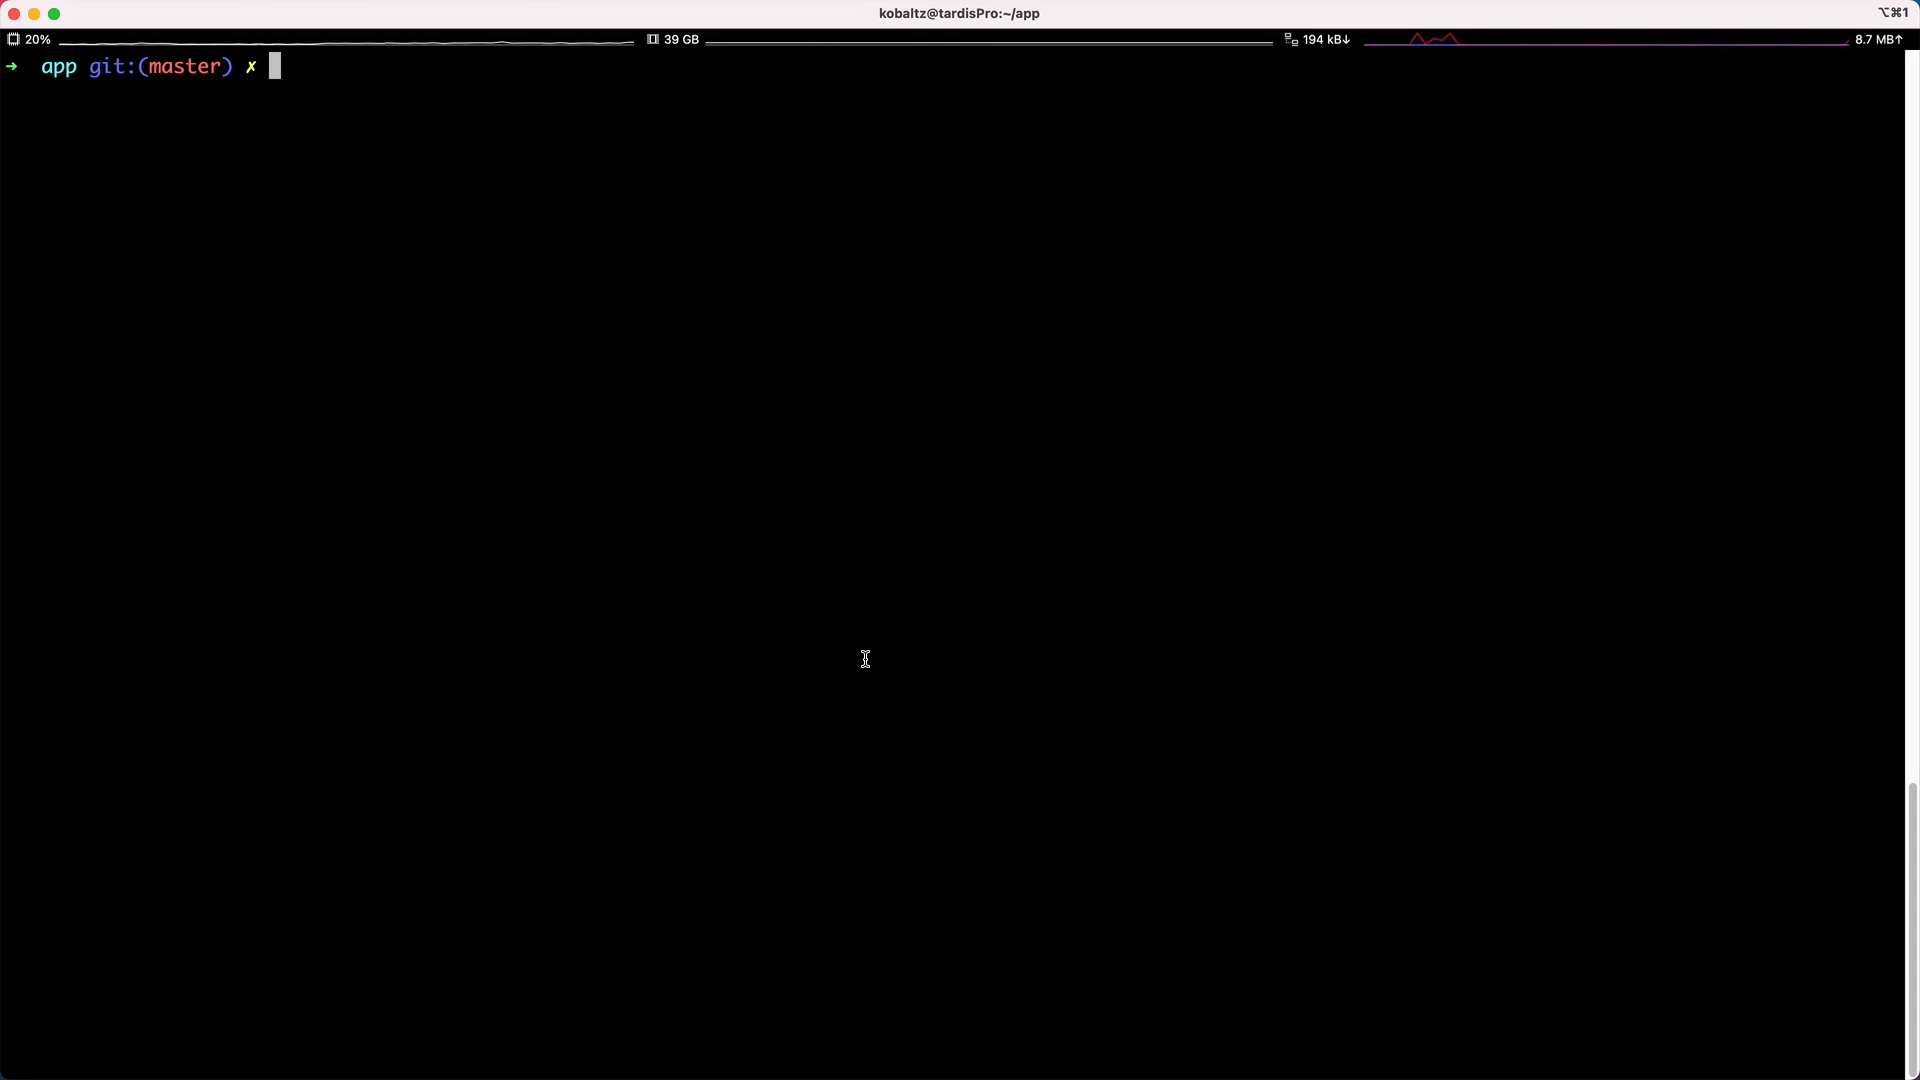 kobaltz@tardisPro:~/app
⌥⌘1
20% 39 GB 194 kB↓ 8.7 MB↑
→ app git:(master) ✗